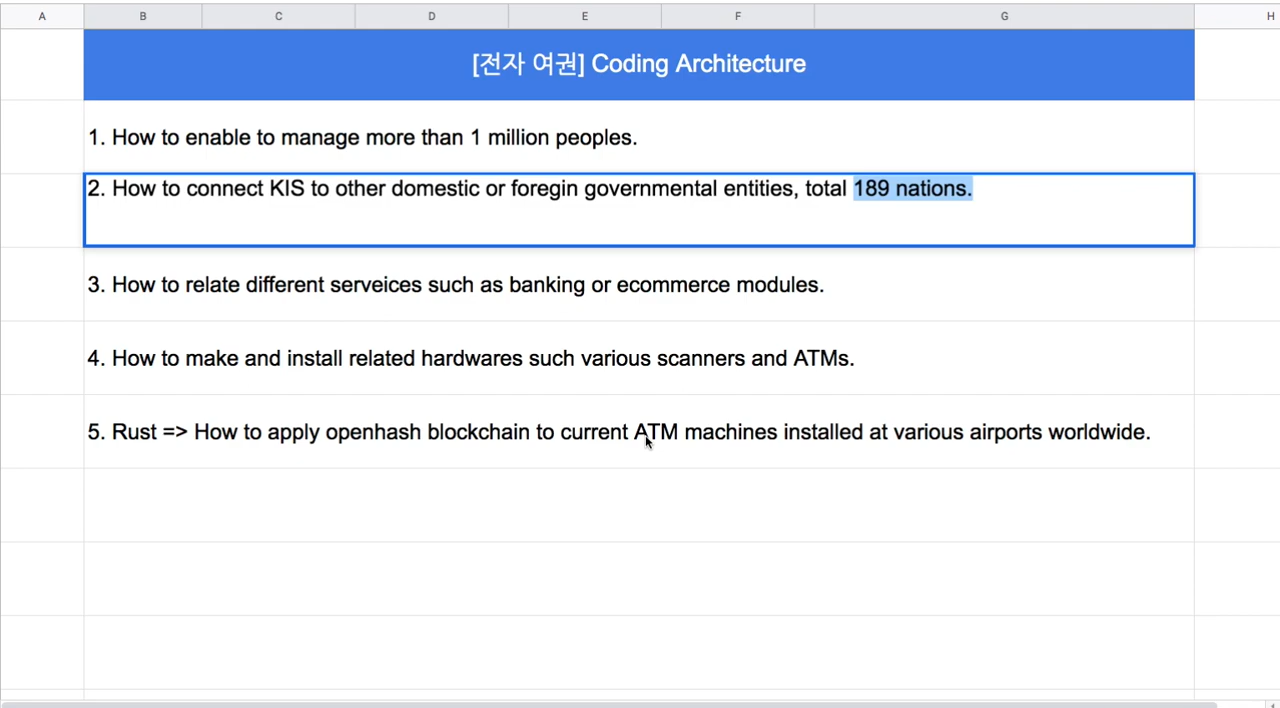 A B C D E F G H
[전자 여권] Coding Architecture
1. How to enable to manage more than 1 million peoples.
2. How to connect KIS to other domestic or foregin governmental entities, total 189 nations.
3. How to relate different serveices such as banking or ecommerce modules.
4. How to make and install related hardwares such various scanners and ATMs.
5. Rust => How to apply openhash blockchain to current ATM machines installed at various airports worldwide.